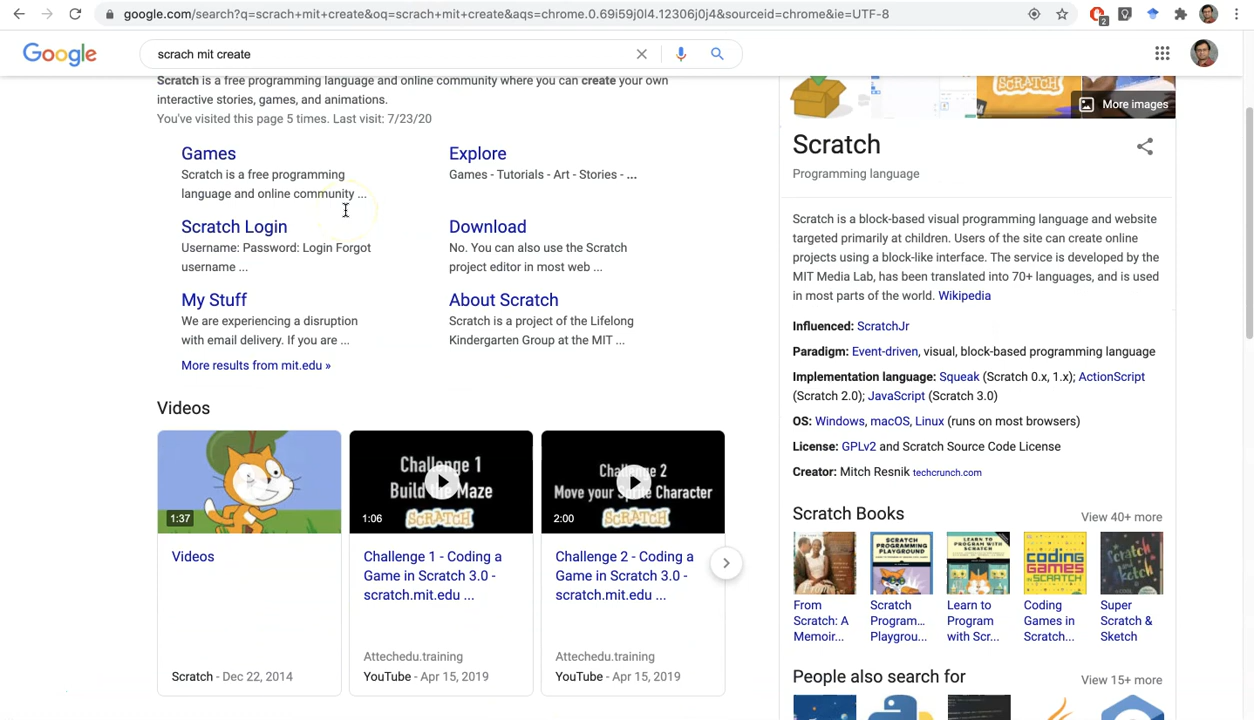 google.com/search?q=scrach+mit+create&oq=scrach+mit+create&aqs=chrome.0.69i59j0l4.12306j0j4&sourceid=chrome&ie=UTF-8
2
Google
scrach mit create
Scratch is a free programming language and online community where you can create your own
interactive stories, games, and animations.
You've visited this page 5 times. Last visit: 7/23/20
Games
Scratch is a free programming
language and online community ...
Explore
Games - Tutorials - Art - Stories - ...
Scratch Login
Username: Password: Login Forgot
username ...
Download
No. You can also use the Scratch
project editor in most web ...
My Stuff
We are experiencing a disruption
with email delivery. If you are ...
About Scratch
Scratch is a project of the Lifelong
Kindergarten Group at the MIT ...
More results from mit.edu »
Videos
1:37
Videos
Scratch - Dec 22, 2014
Challenge 1
Build the Maze
SCRATCH
1:06
Challenge 1 - Coding a
Game in Scratch 3.0 -
scratch.mit.edu ...
Attechedu.training
YouTube - Apr 15, 2019
Challenge 2
Move your Sprite Character
SCRATCH
2:00
Challenge 2 - Coding a
Game in Scratch 3.0 -
scratch.mit.edu ...
Attechedu.training
YouTube - Apr 15, 2019
SCRATCH
More images
Scratch
Programming language
Scratch is a block-based visual programming language and website
targeted primarily at children. Users of the site can create online
projects using a block-like interface. The service is developed by the
MIT Media Lab, has been translated into 70+ languages, and is used
in most parts of the world. Wikipedia
Influenced: ScratchJr
Paradigm: Event-driven, visual, block-based programming language
Implementation language: Squeak (Scratch 0.x, 1.x); ActionScript
(Scratch 2.0); JavaScript (Scratch 3.0)
OS: Windows, macOS, Linux (runs on most browsers)
License: GPLv2 and Scratch Source Code License
Creator: Mitch Resnik techcrunch.com
Scratch Books
View 40+ more
SCRATCH PROGRAMMING PLAYGROUND
LEARN TO PROGRAM WITH SCRATCH
CODING GAMES IN SCRATCH
From
Scratch: A
Memoir...
Scratch
Program...
Playgrou...
Learn to
Program
with Scr...
Coding
Games in
Scratch...
Super
Scratch &
Sketch
People also search for
View 15+ more